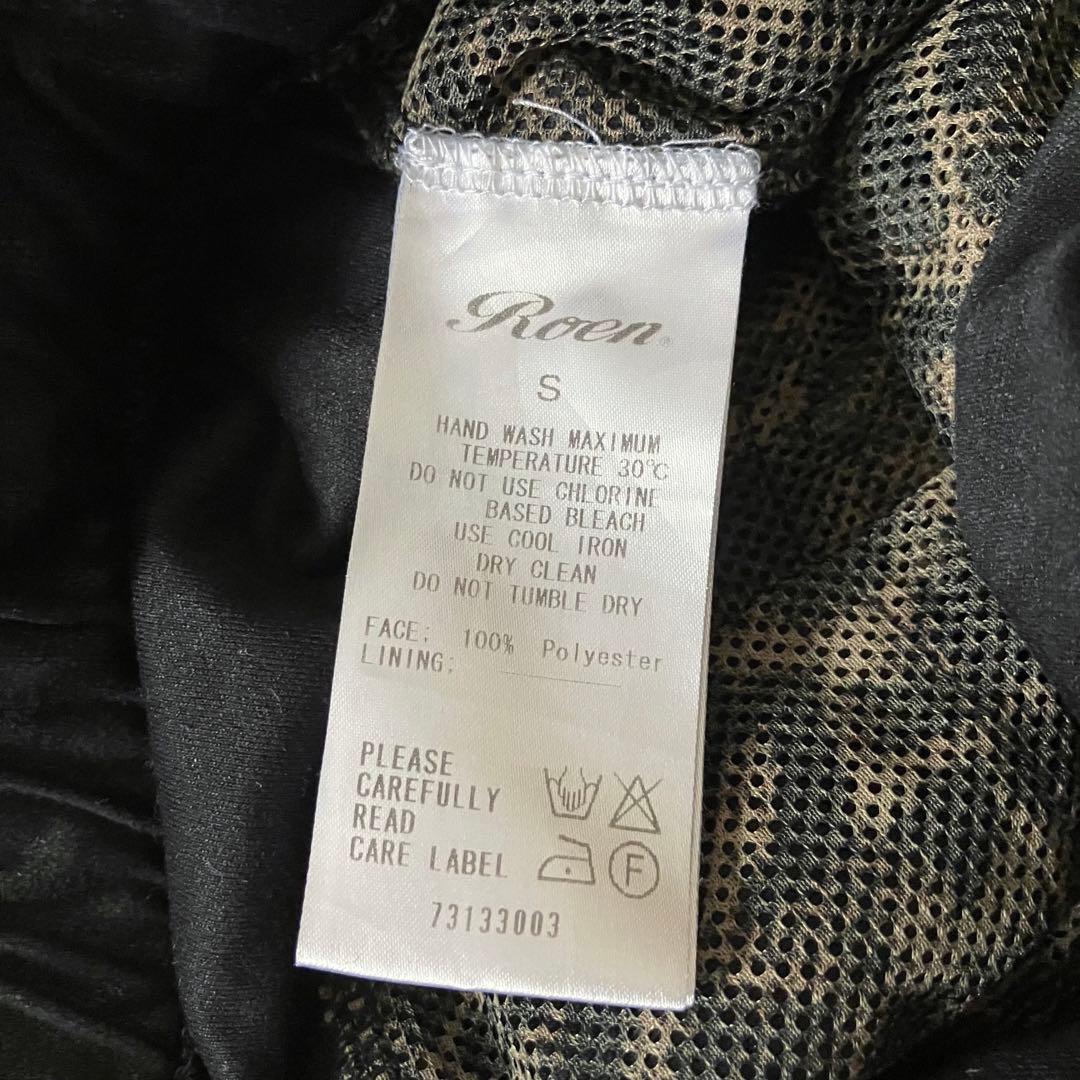 Roen
S
HAND WASH MAXIMUM
TEMPERATURE 30℃
DO NOT USE CHLORINE
BASED BLEACH
USE COOL IRON
DRY CLEAN
DO NOT TUMBLE DRY
FACE: 100% Polyester
LINING:
PLEASE
CAREFULLY
READ
CARE LABEL
F
73133003